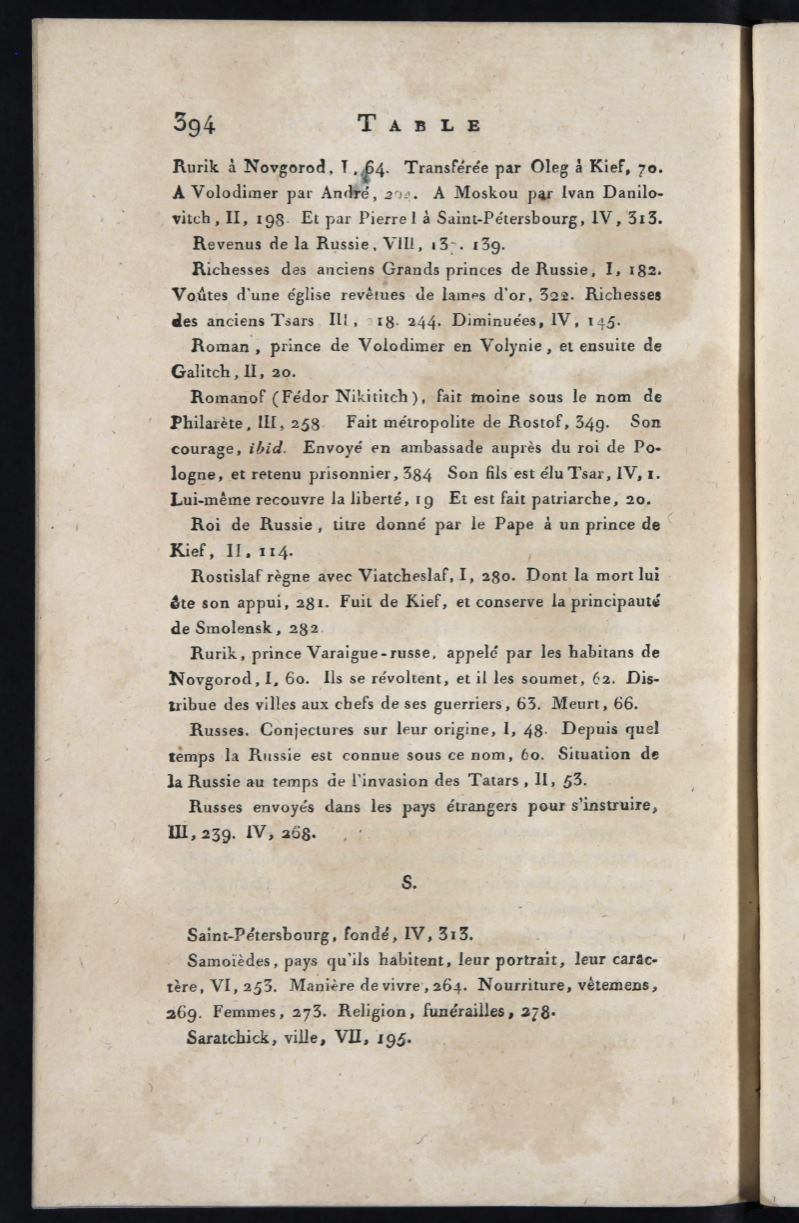 394 TABLE
Rurik à Novgorod, I, 64. Transférée par Oleg à Kief, 70.
A Volodimer par André, A Moskou par Ivan Danilo-
vitch, II, 198. Et par Pierre I à Saint-Pétersbourg, IV, 313.
Revenus de la Russie, VIII, 139.
Richesses des anciens Grands princes de Russie, I, 182.
Voûtes d'une église revêtues de lames d'or, 322. Richesses
des anciens Tsars III, 244. Diminuées, IV, 145.
Roman, prince de Volodimer en Volynie, et ensuite de
Galitch, II, 20.
Romanof (Fédor Nikititch), fait moine sous le nom de
Philarète, III, 258 Fait métropolite de Rostof, 349. Son
courage, ibid. Envoyé en ambassade auprès du roi de Po-
logne, et retenu prisonnier, 384 Son fils est élu Tsar, IV, 1.
Lui-même recouvre la liberté, 19 Et est fait patriarche, 20.
Roi de Russie, titre donné par le Pape à un prince de
Kief, II, 114.
Rostislaf règne avec Viatcheslaf, I, 280. Dont la mort lui
ôte son appui, 281. Fuit de Kief, et conserve la principauté
de Smolensk, 282
Rurik, prince Varaigue-russe, appelé par les habitans de
Novgorod, I, 60. Ils se révoltent, et il les soumet, 62. Dis-
tribue des villes aux chefs de ses guerriers, 63. Meurt, 66.
Russes. Conjectures sur leur origine, I, 48. Depuis quel
temps la Russie est connue sous ce nom, 60. Situation de
la Russie au temps de l'invasion des Tatars, II, 53.
Russes envoyés dans les pays étrangers pour s'instruire,
III, 239. IV, 268.
S.
Saint-Pétersbourg, fondé, IV, 313.
Samoïèdes, pays qu'ils habitent, leur portrait, leur carac-
tère, VI, 253. Manière de vivre, 264. Nourriture, vêtemens,
269. Femmes, 273. Religion, funérailles, 278.
Saratchick, ville, VII, 195.